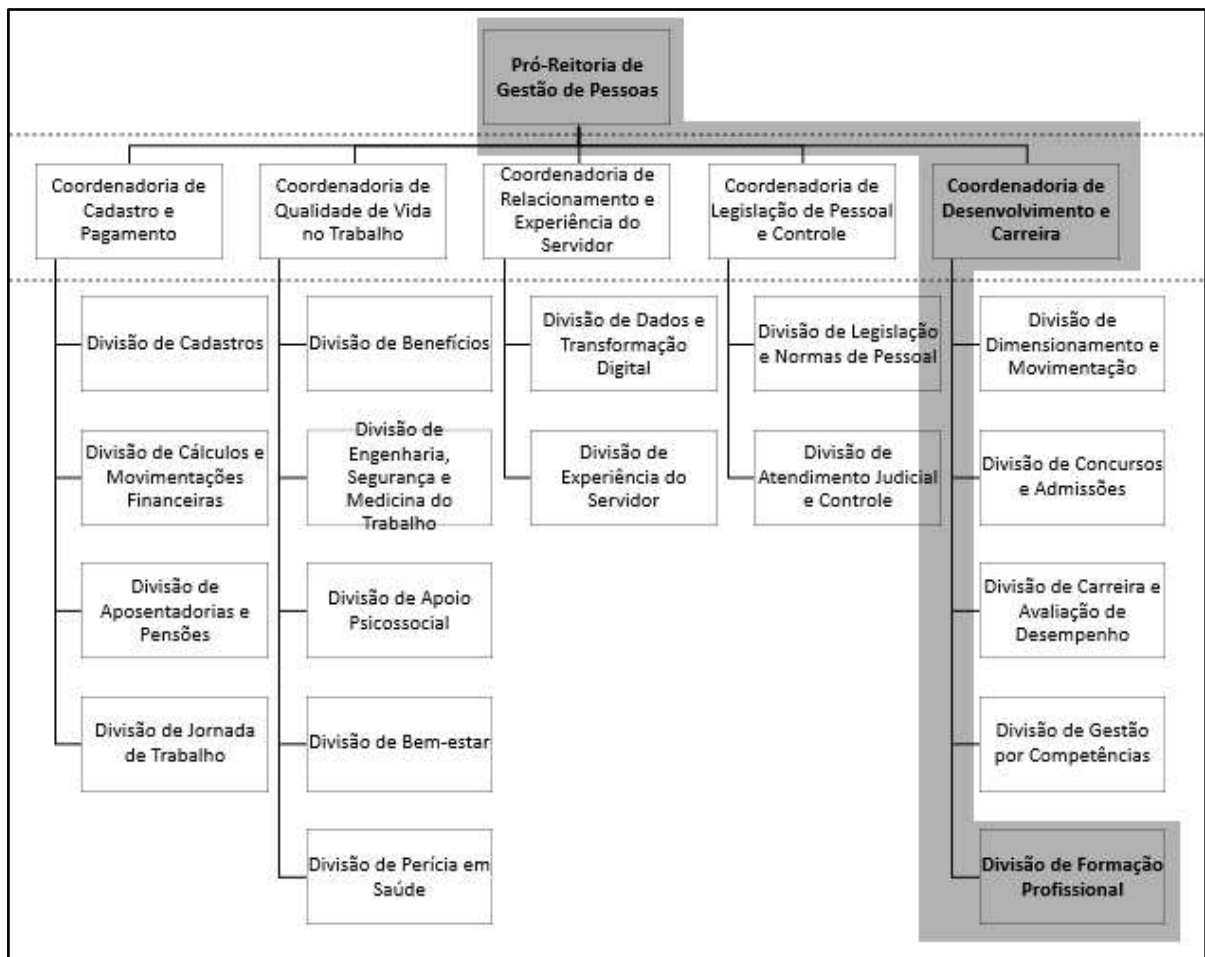 Pró-Reitoria de
Gestão de Pessoas
Coordenadoria de
Cadastro e
Pagamento
Coordenadoria de
Qualidade de Vida
no Trabalho
Coordenadoria de
Relacionamento e
Experiência do
Servidor
Coordenadoria de
Legislação de Pessoal
e Controle
Coordenadoria de
Desenvolvimento e
Carreira
Divisão de Cadastros
Divisão de Cálculos e
Movimentações
Financeiras
Divisão de
Aposentadorias e
Pensões
Divisão de Jornada
de Trabalho
Divisão de Benefícios
Divisão de
Engenharia,
Segurança e
Medicina do
Trabalho
Divisão de Apoio
Psicossocial
Divisão de Bem-estar
Divisão de Perícia em
Saúde
Divisão de Dados e
Transformação
Digital
Divisão de
Experiência do
Servidor
Divisão de Legislação
e Normas de Pessoal
Divisão de
Atendimento Judicial
e Controle
Divisão de
Dimensionamento e
Movimentação
Divisão de Concursos
e Admissões
Divisão de Carreira e
Avaliação de
Desempenho
Divisão de Gestão
por Competências
Divisão de Formação
Profissional